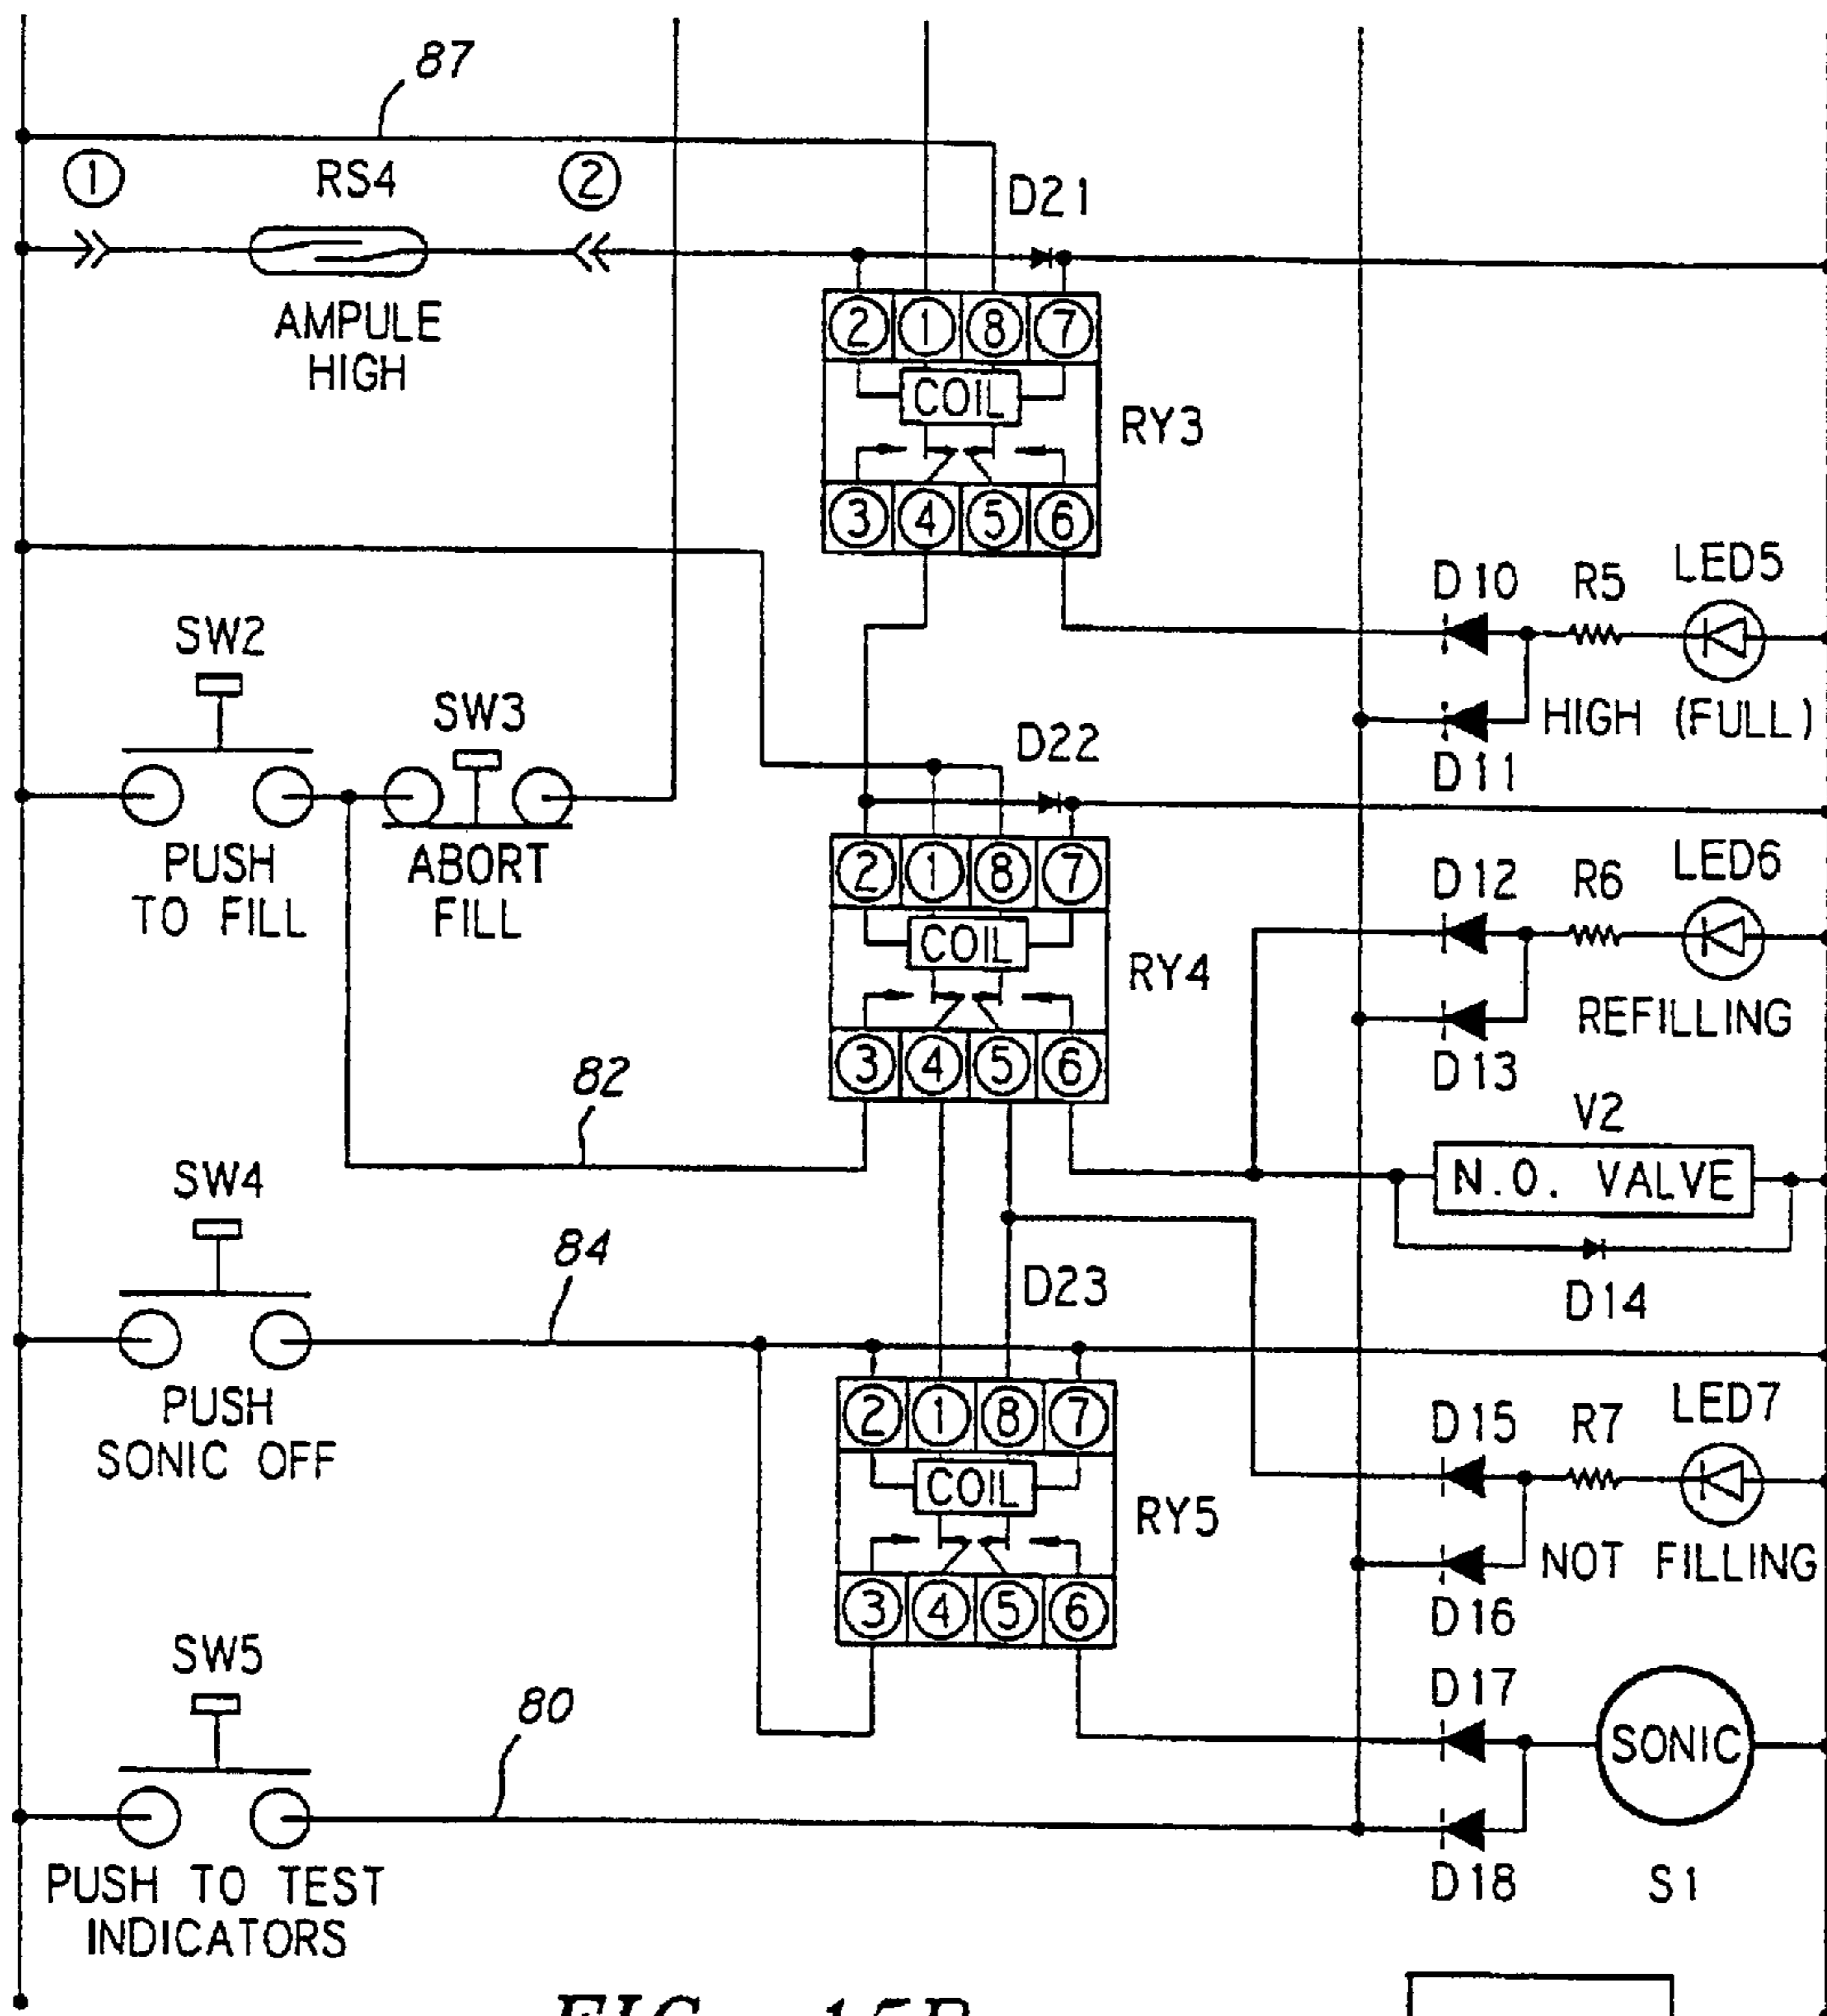 87
① RS4 ②
D21
AMPULE
HIGH
② ① ⑧ ⑦
COIL
RY3
③ ④ ⑤ ⑥
D10 R5 LED5
SW2
SW3
D22
HIGH (FULL)
D11
PUSH
TO FILL
ABORT
FILL
② ① ⑧ ⑦
COIL
RY4
③ ④ ⑤ ⑥
D12 R6 LED6
REFILLING
D13
82
V2
N.O. VALVE
D14
SW4
84
D23
PUSH
SONIC OFF
② ① ⑧ ⑦
COIL
RY5
③ ④ ⑤ ⑥
D15 R7 LED7
NOT FILLING
D16
SW5
80
D17
SONIC
D18 S1
PUSH TO TEST
INDICATORS
FIG. 15B